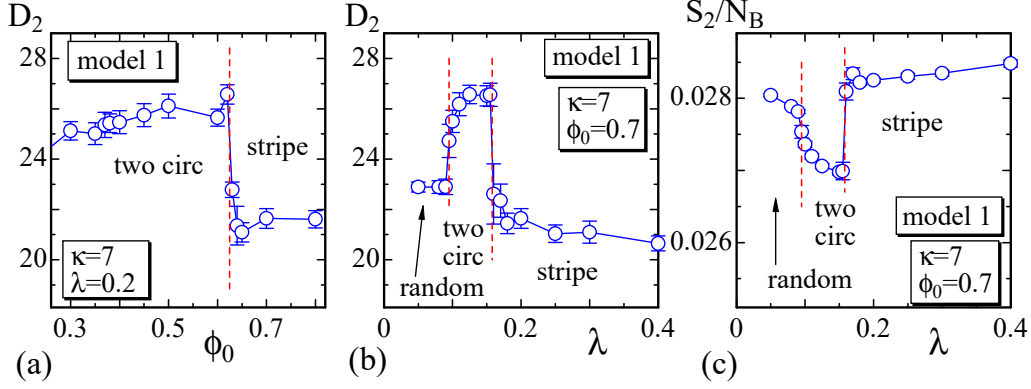 D₂
28
24
20
model 1
two circ
stripe
κ=7
λ=0.2
0.3
0.5
0.7
(a)
ϕ₀
D₂
28
24
20
model 1
κ=7
ϕ₀=0.7
two
circ
stripe
random
0
0.2
0.4
(b)
λ
S₂/N_B
0.028
0.026
stripe
two
circ
random
model 1
κ=7
ϕ₀=0.7
0
0.2
0.4
(c)
λ